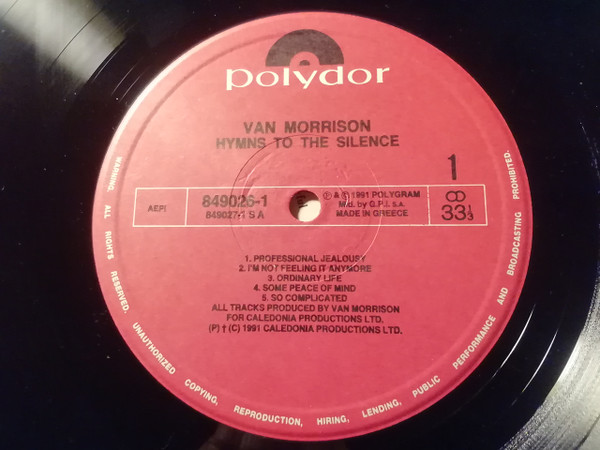 polydor
VAN MORRISON
HYMNS TO THE SILENCE
1
AEPI
849026-1
849027-1 S A
Ⓟ & Ⓒ 1991 POLYGRAM
Mfd. by G.P.I. s.a.
MADE IN GREECE
33⅓
1. PROFESSIONAL JEALOUSY
2. I'M NOT FEELING IT ANYMORE
3. ORDINARY LIFE
4. SOME PEACE OF MIND
5. SO COMPLICATED
ALL TRACKS PRODUCED BY VAN MORRISON
FOR CALEDONIA PRODUCTIONS LTD.
(P) † (C) 1991 CALEDONIA PRODUCTIONS LTD.
WARNING: ALL RIGHTS RESERVED. UNAUTHORIZED COPYING, REPRODUCTION, HIRING, LENDING, PUBLIC PERFORMANCE AND BROADCASTING PROHIBITED.